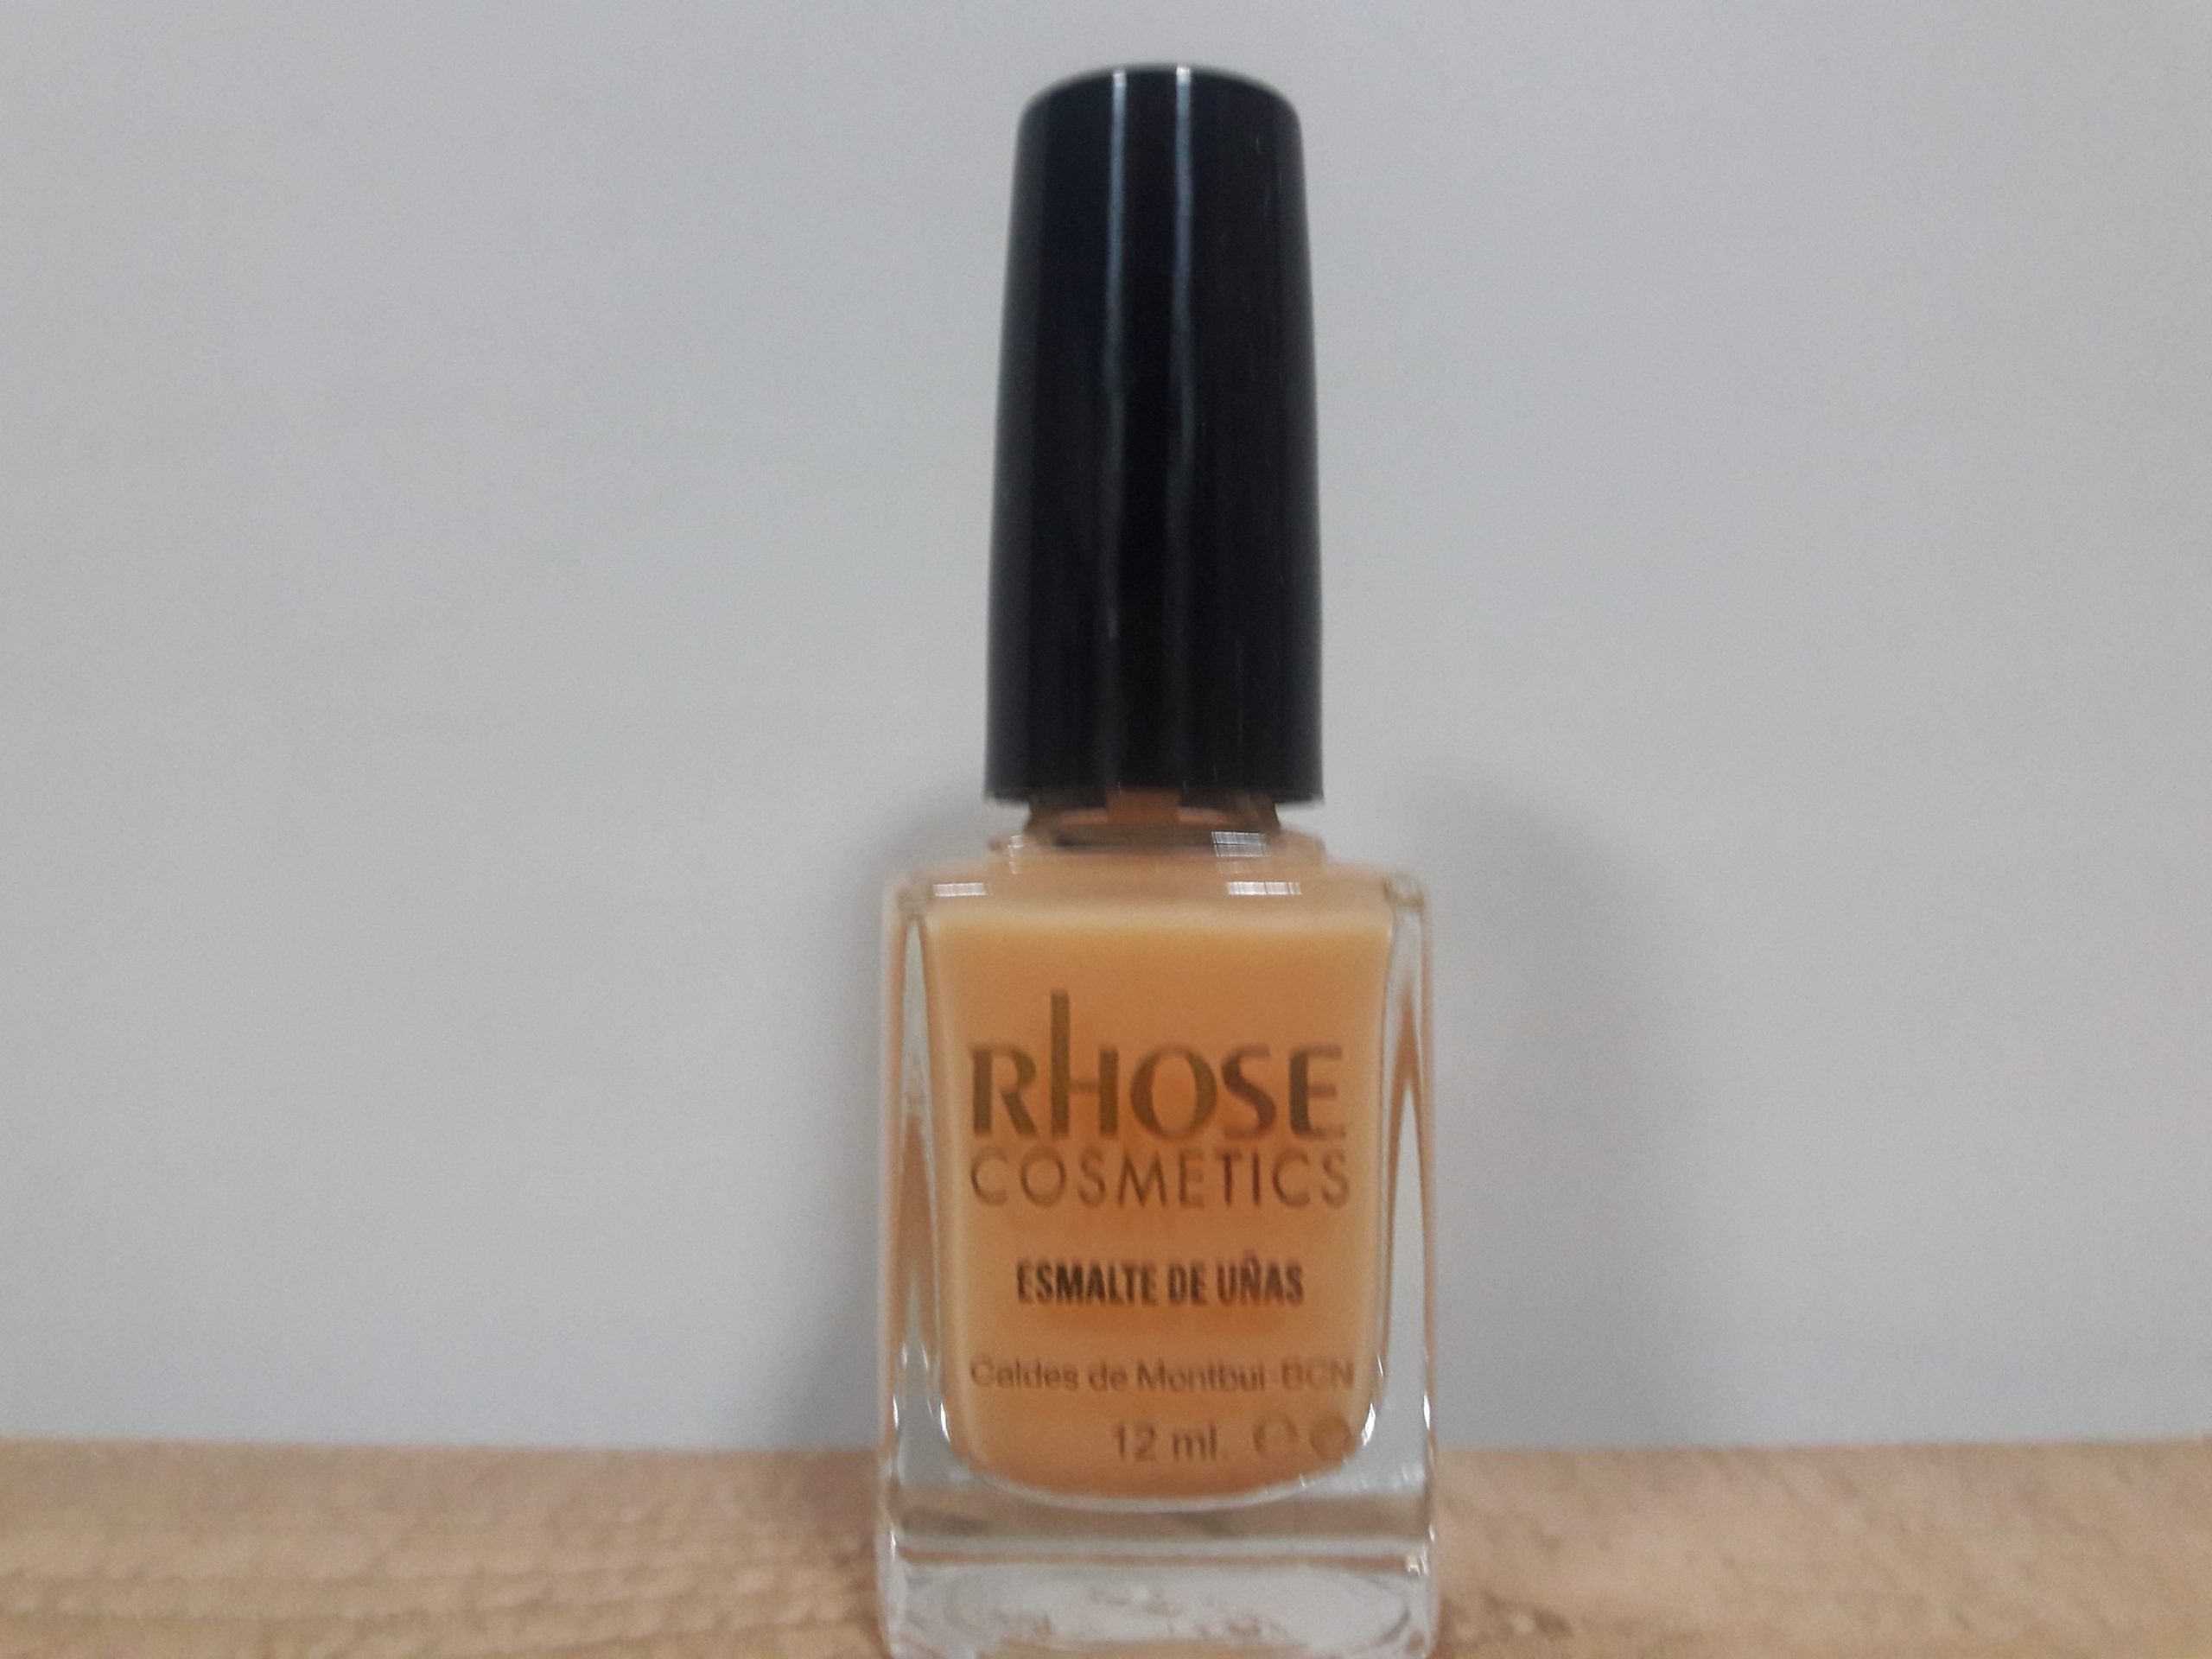 RHOSE
COSMETICS
ESMALTE DE UÑAS
Caldes de Montbui-BCN
12 ml. ℮